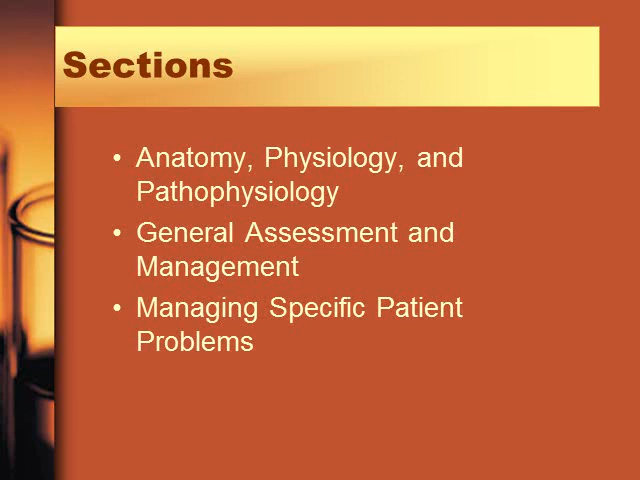 Sections
• Anatomy, Physiology, and
Pathophysiology
• General Assessment and
Management
• Managing Specific Patient
Problems